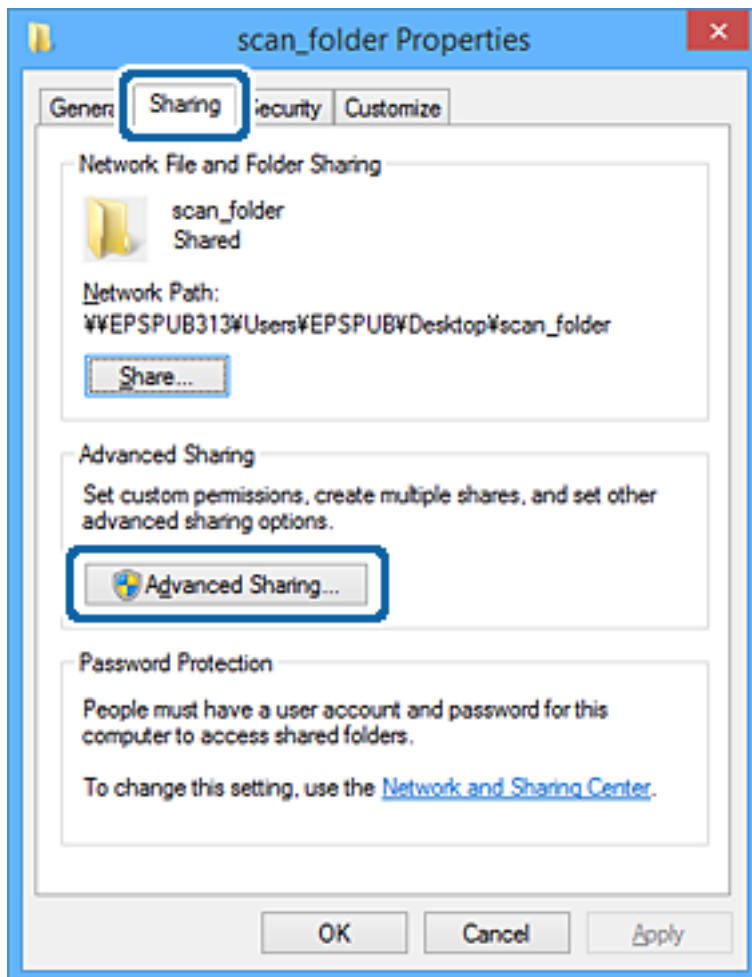 scan_folder Properties
General Sharing Security Customize
Network File and Folder Sharing
scan_folder
Shared
Network Path:
¥¥EPSPUB313¥Users¥EPSPUB¥Desktop¥scan_folder
Share...
Advanced Sharing
Set custom permissions, create multiple shares, and set other
advanced sharing options.
Advanced Sharing...
Password Protection
People must have a user account and password for this
computer to access shared folders.
To change this setting, use the Network and Sharing Center.
OK Cancel Apply